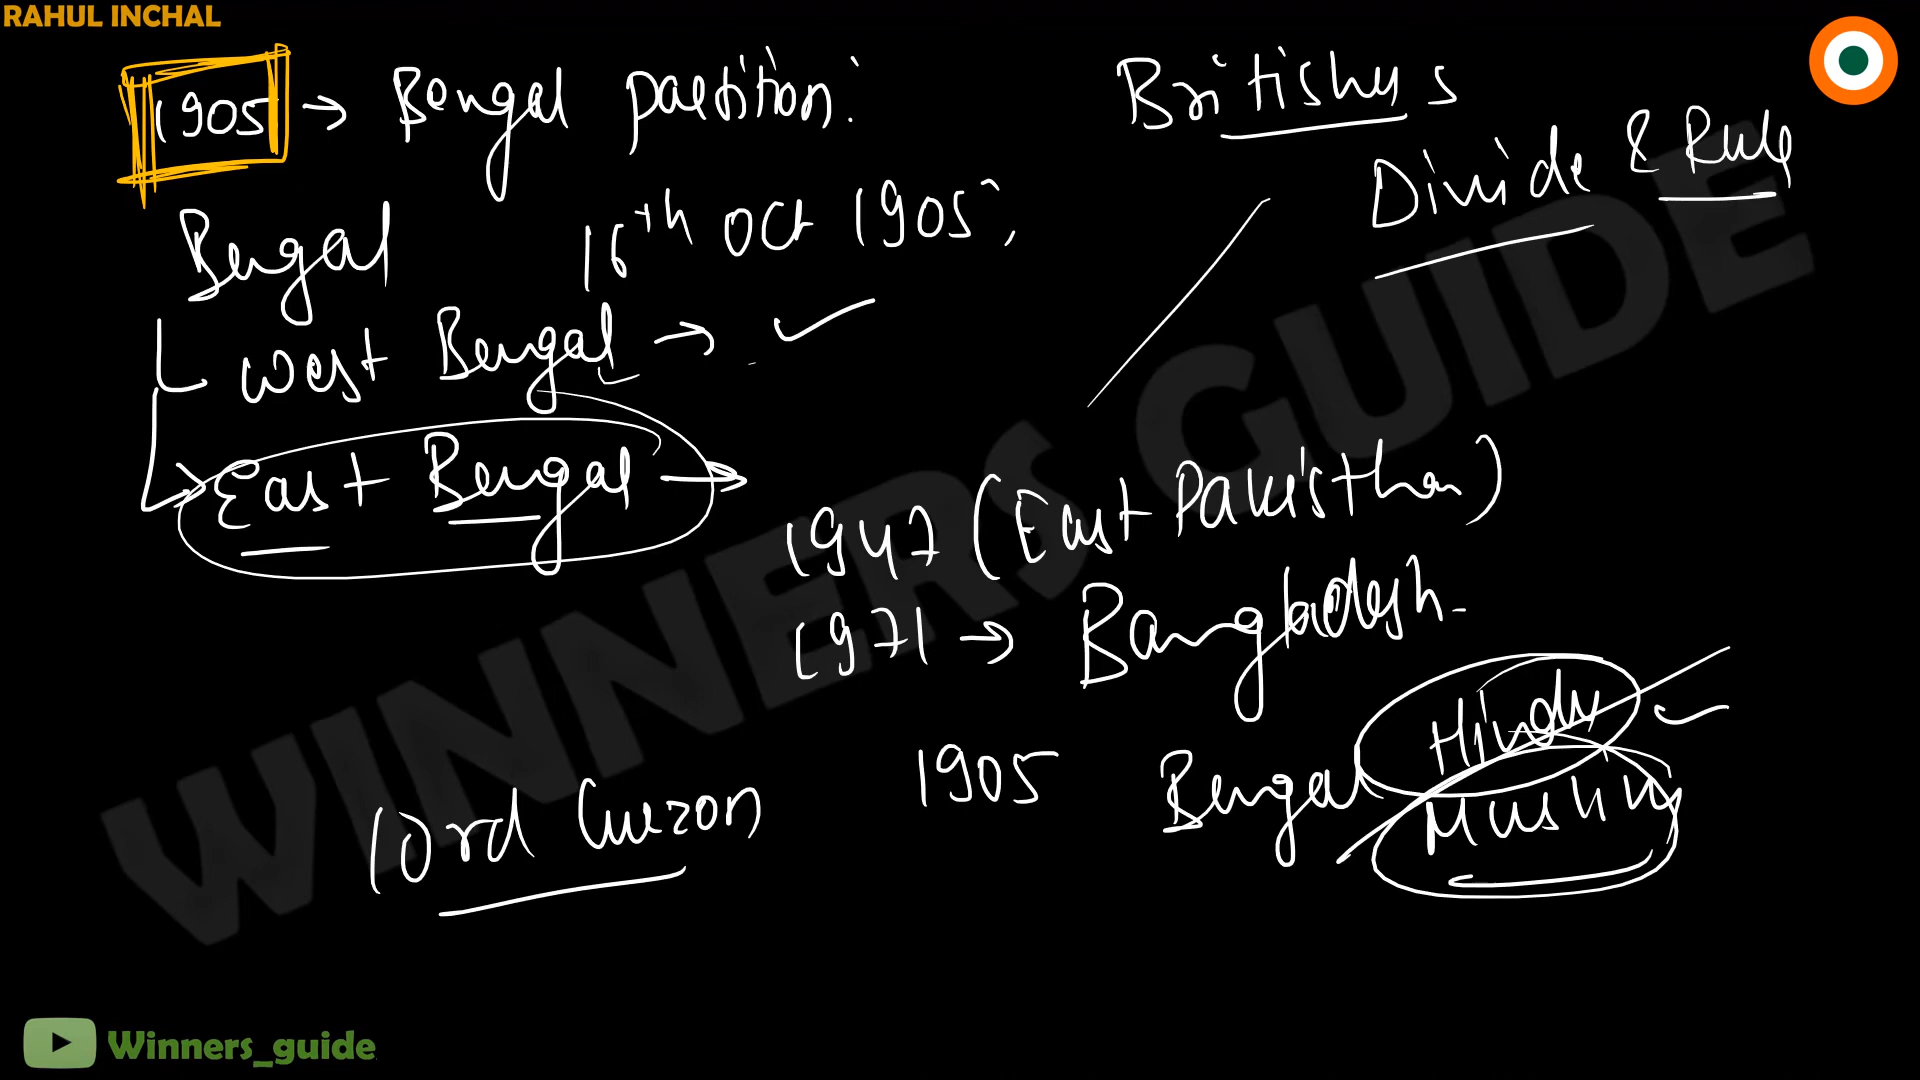 RAHUL INCHAL
1905 → Bengal partition:
Britishers
Divide & Rule
Bengal 16th Oct 1905:
West Bengal → ✓
East Bengal →
1947 (East Pakisthan)
1971 → Bangladesh.
1905 Bengal Hindu ✓
Muslim
Lord Curzon
WINNERS GUIDE
Winners_guide